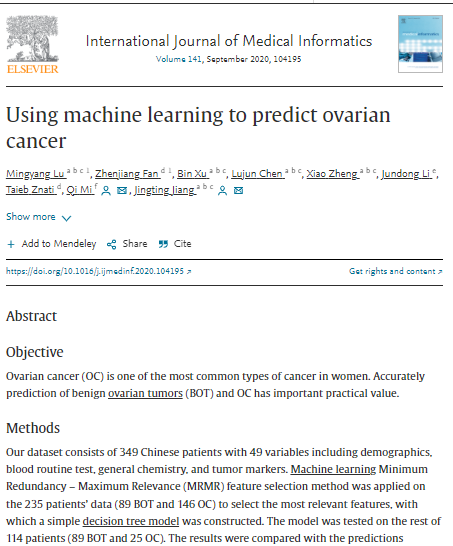 International Journal of Medical Informatics
Volume 141, September 2020, 104195
ELSEVIER
Using machine learning to predict ovarian
cancer
Mingyang Lu a b c 1, Zhenjiang Fan d 1, Bin Xu a b c, Lujun Chen a b c, Xiao Zheng a b c, Jundong Li e,
Taieb Znati d, Qi Mi f, Jingting Jiang a b c
Show more
+ Add to Mendeley Share Cite
https://doi.org/10.1016/j.ijmedinf.2020.104195 ↗ Get rights and content ↗
Abstract
Objective
Ovarian cancer (OC) is one of the most common types of cancer in women. Accurately
prediction of benign ovarian tumors (BOT) and OC has important practical value.
Methods
Our dataset consists of 349 Chinese patients with 49 variables including demographics,
blood routine test, general chemistry, and tumor markers. Machine learning Minimum
Redundancy – Maximum Relevance (MRMR) feature selection method was applied on
the 235 patients' data (89 BOT and 146 OC) to select the most relevant features, with
which a simple decision tree model was constructed. The model was tested on the rest of
114 patients (89 BOT and 25 OC). The results were compared with the predictions